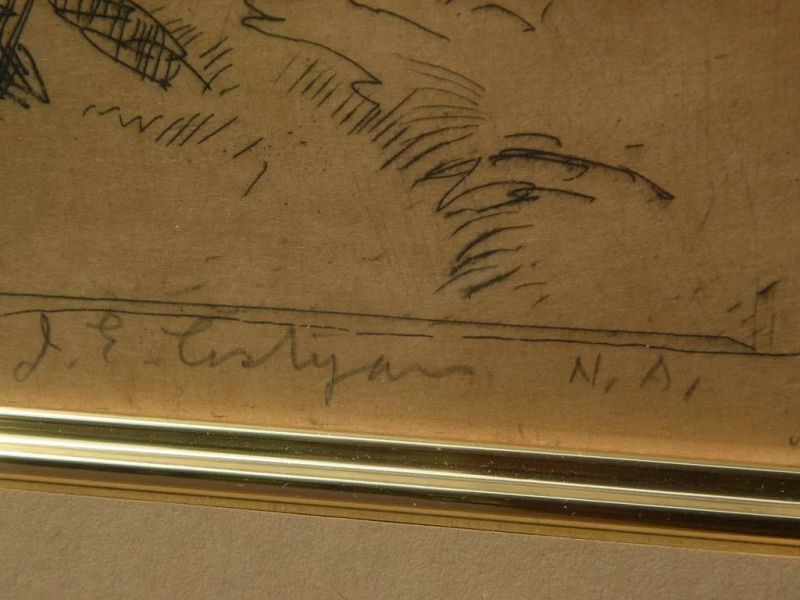 J. E. Costigan N. A.